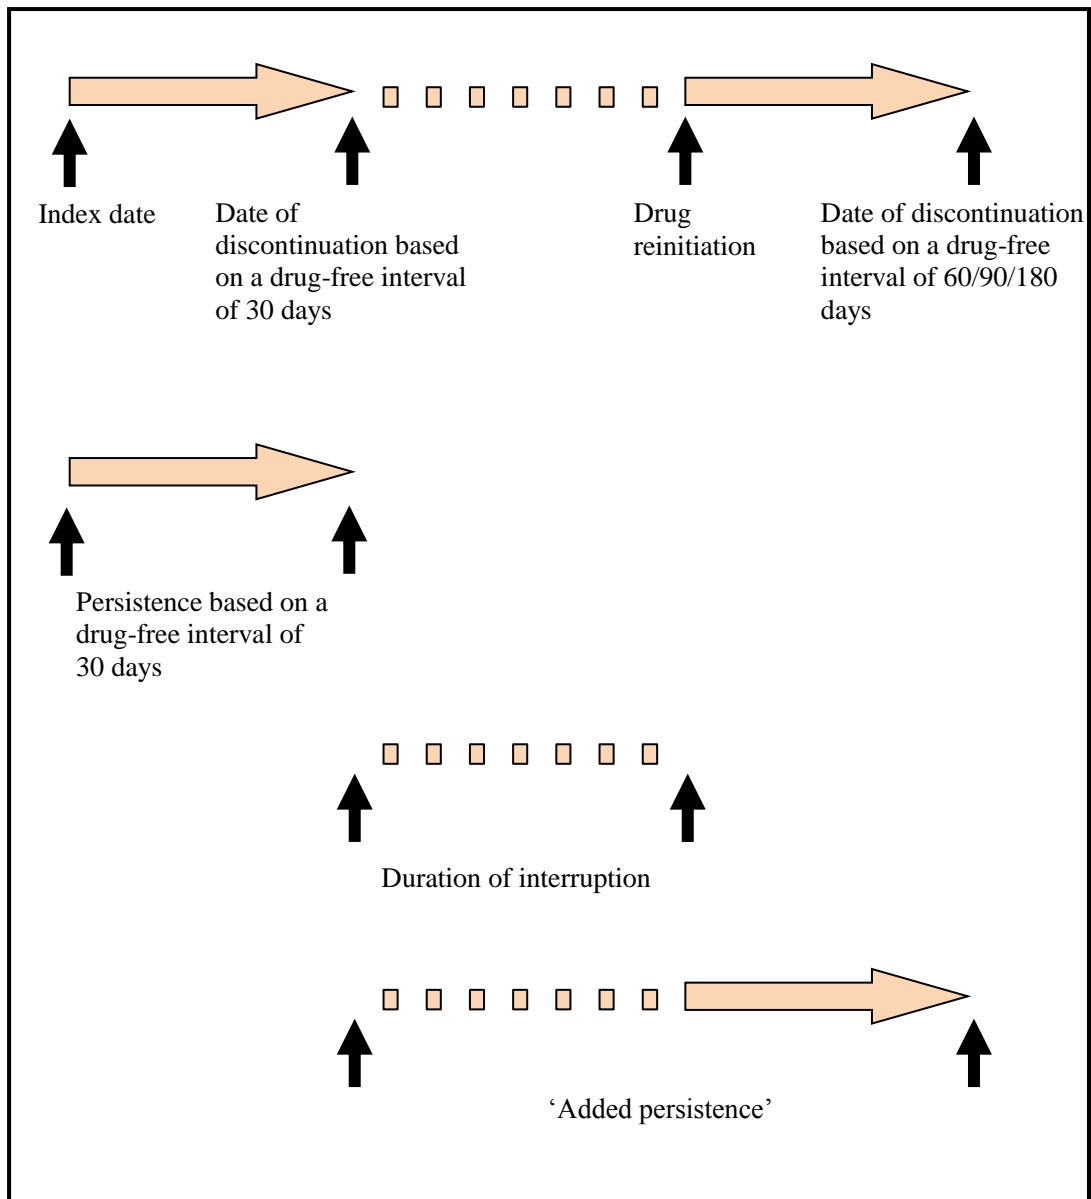 Index date
Date of
discontinuation based
on a drug-free interval
of 30 days
Drug
reinitiation
Date of discontinuation
based on a drug-free
interval of 60/90/180
days
Persistence based on a
drug-free interval of
30 days
Duration of interruption
‘Added persistence’